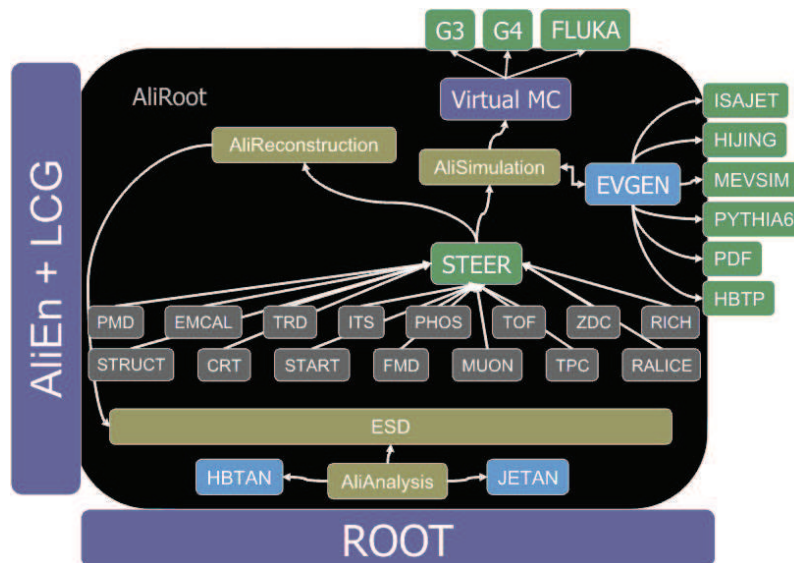 G3
G4
FLUKA
AliRoot
Virtual MC
ISAJET
AliReconstruction
HIJING
AliSimulation
EVGEN
MEVSIM
PYTHIA6
STEER
PDF
HBTP
PMD
EMCAL
TRD
ITS
PHOS
TOF
ZDC
RICH
STRUCT
CRT
START
FMD
MUON
TPC
RALICE
ESD
HBTAN
AliAnalysis
JETAN
AliEn + LCG
ROOT